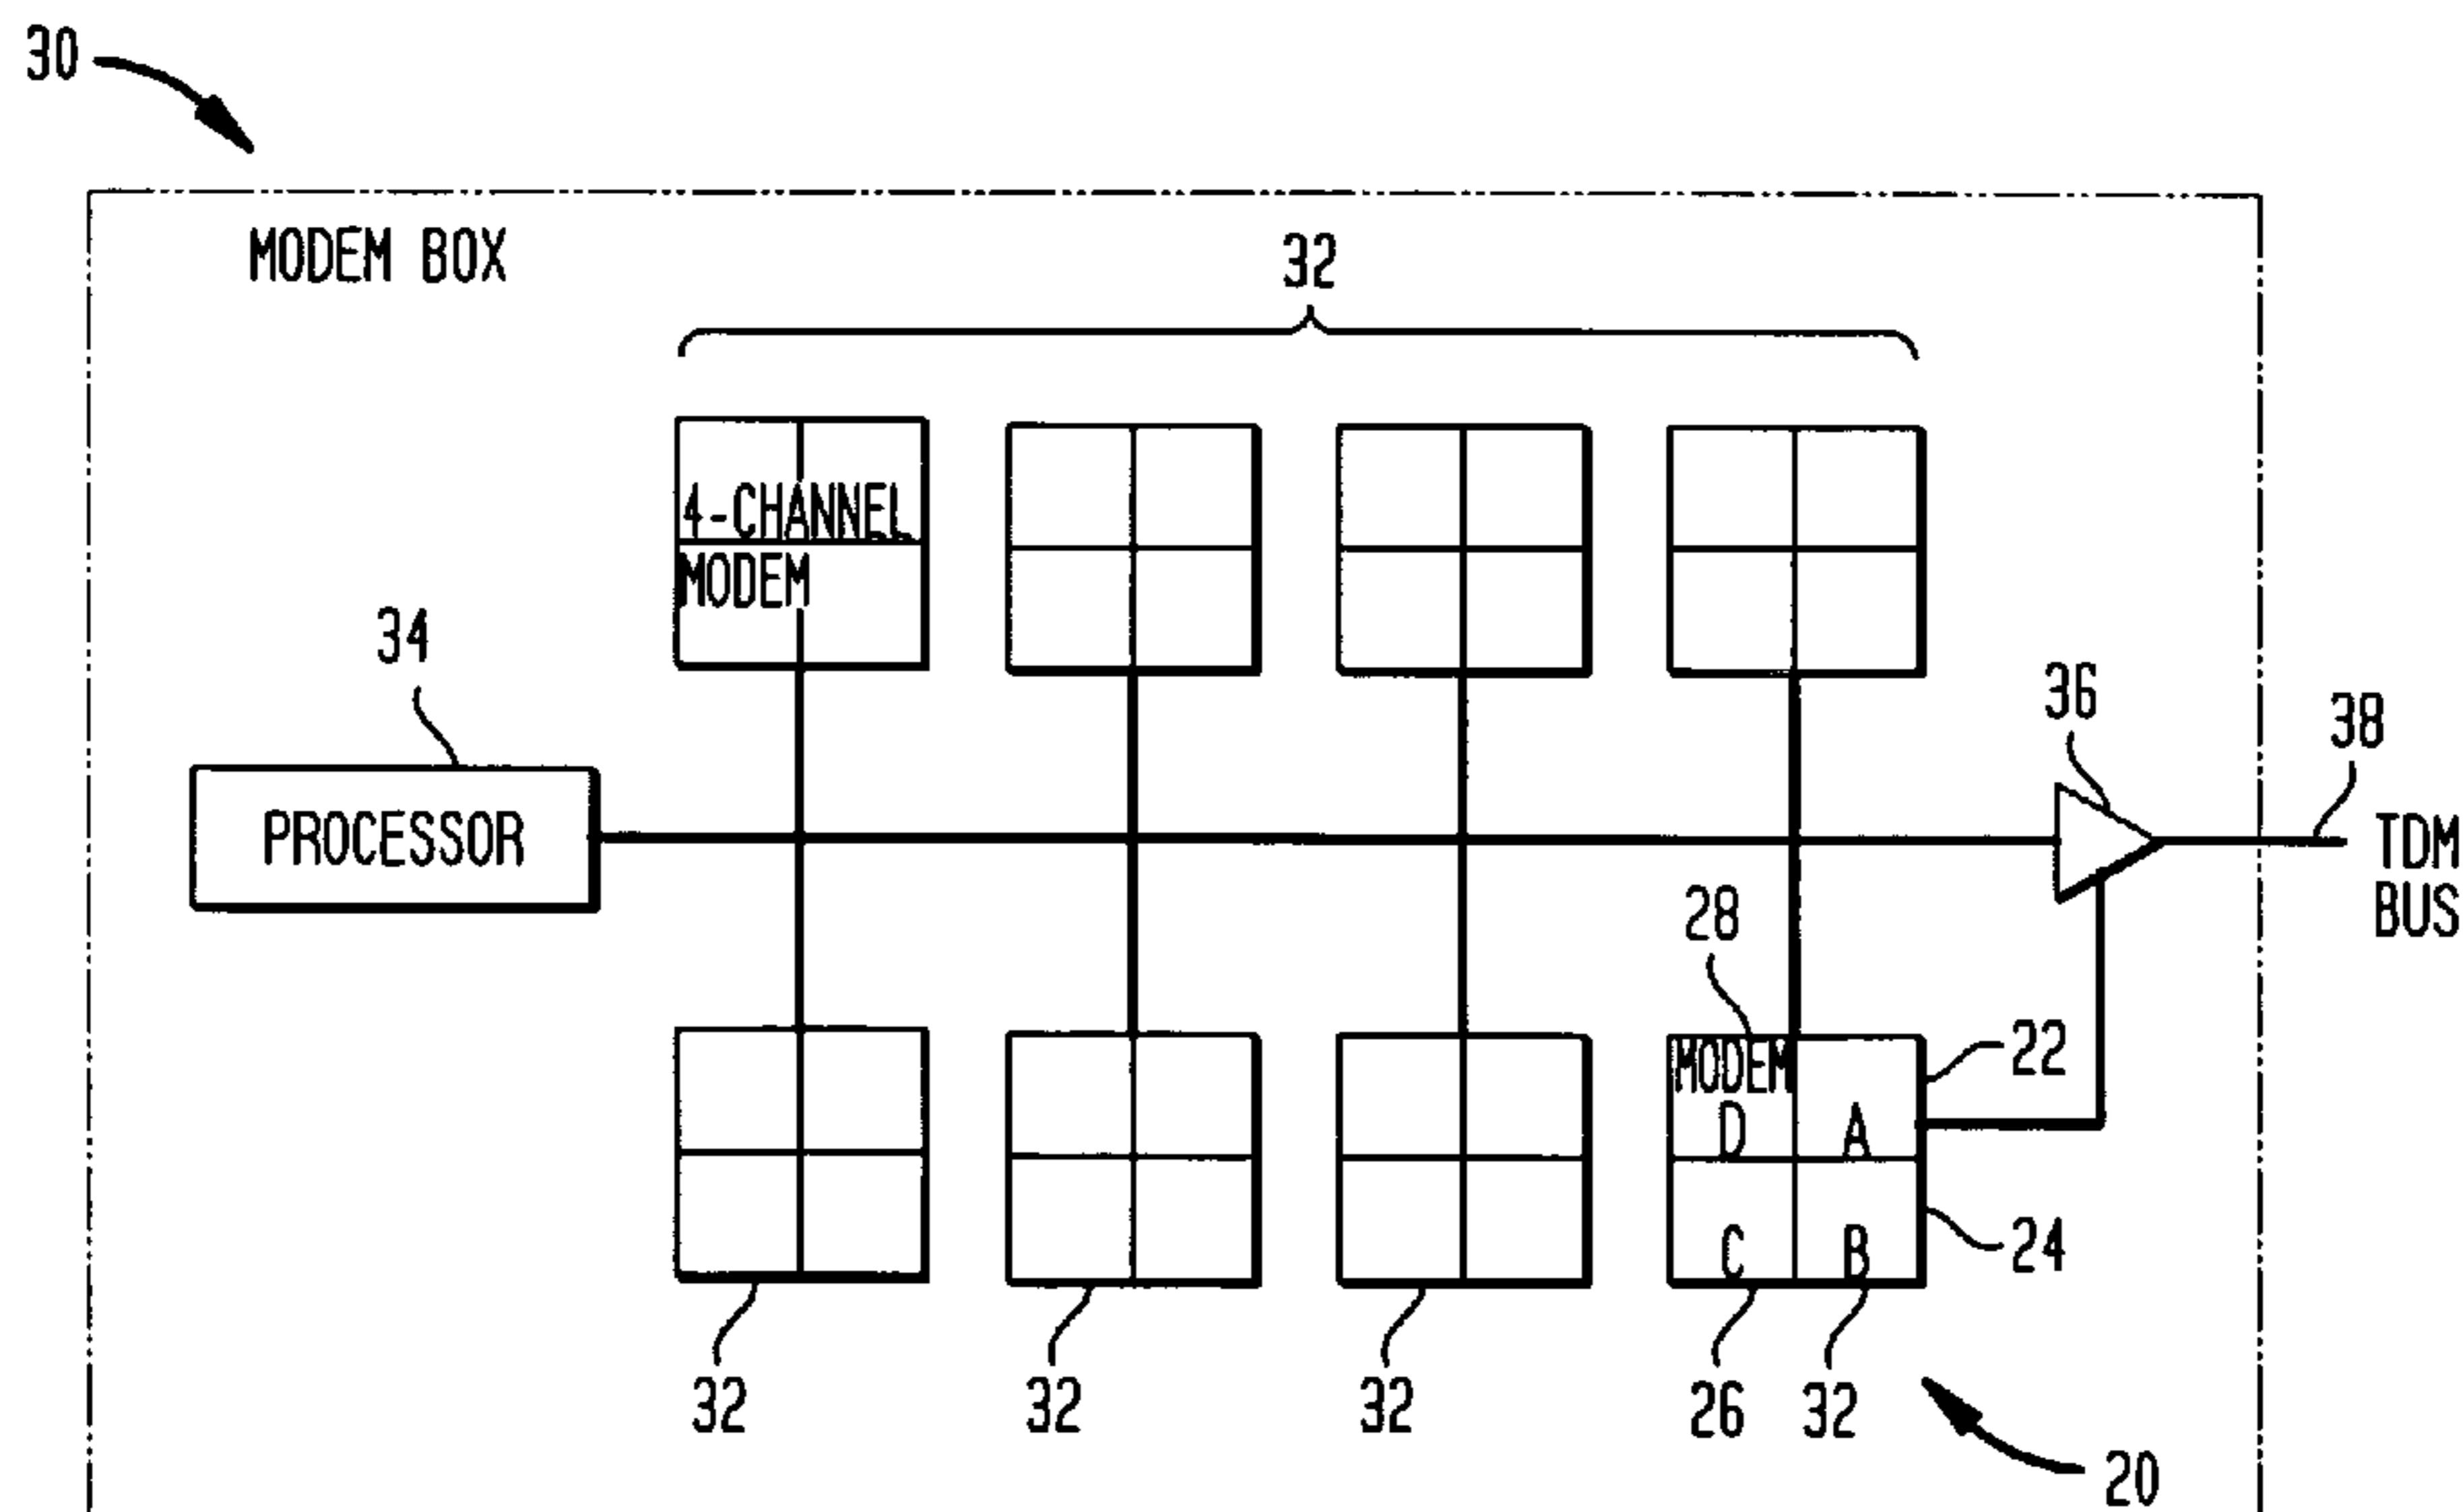 30
MODEM BOX
32
4-CHANNEL
MODEM
34
PROCESSOR
36
38
TDM
BUS
28
MODEM
D
A
22
C
B
24
32
32
32
26
32
20